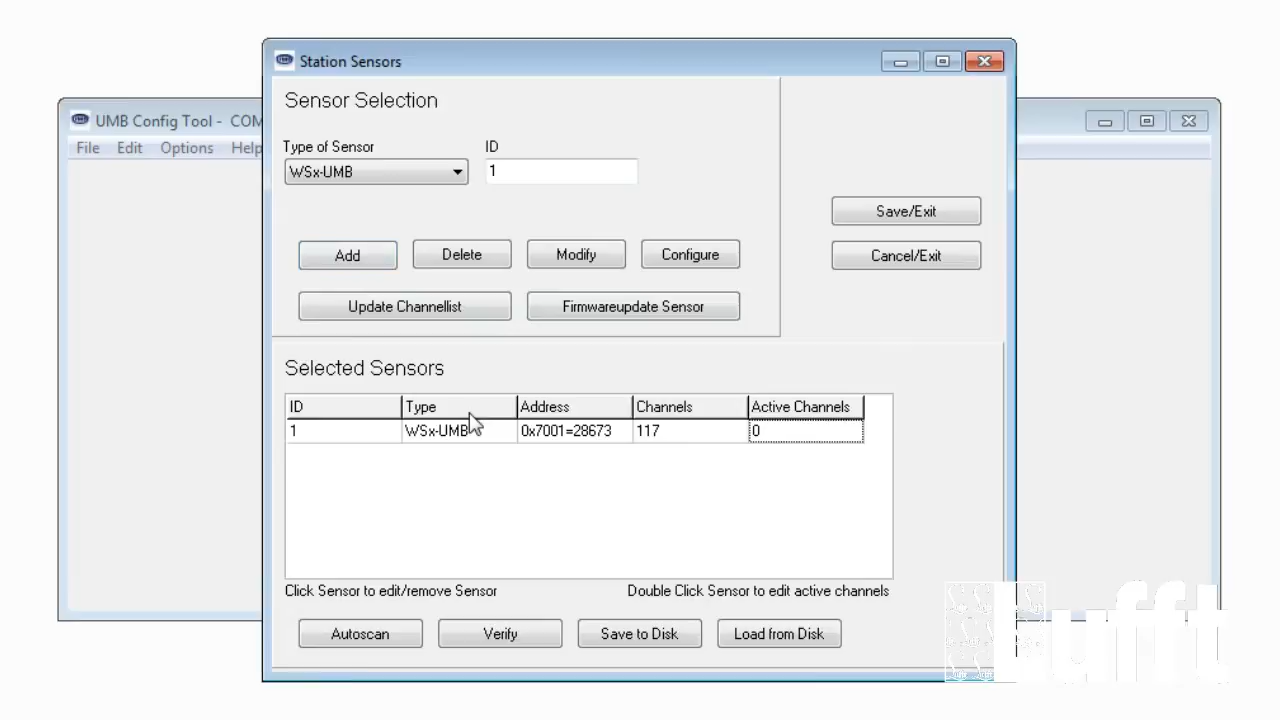 Station Sensors
UMB Config Tool - COM
File Edit Options Help
Sensor Selection
Type of Sensor ID
WSx-UMB 1
Save/Exit
Add Delete Modify Configure Cancel/Exit
Update Channellist Firmwareupdate Sensor
Selected Sensors
ID Type Address Channels Active Channels
1 WSx-UMB 0x7001=28673 117 0
Click Sensor to edit/remove Sensor Double Click Sensor to edit active channels
Autoscan Verify Save to Disk Load from Disk
lufft